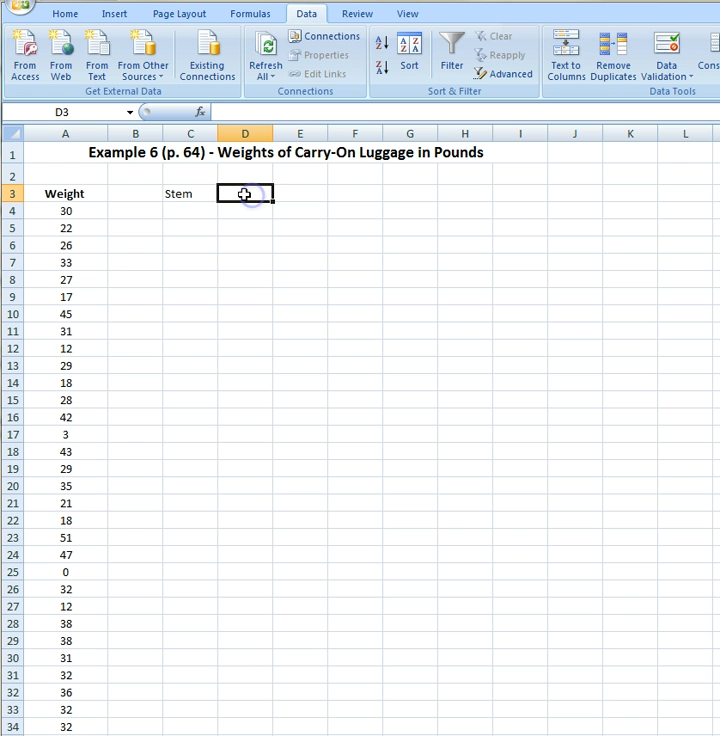 Home Insert Page Layout Formulas Data Review View
From Access From Web From Text From Other Sources Existing Connections
Get External Data
Refresh All Connections Properties Edit Links
Connections
Sort Filter Clear Reapply Advanced
Sort & Filter
Text to Columns Remove Duplicates Data Validation Cons
Data Tools
D3 fx
A B C D E F G H I J K L
1 Example 6 (p. 64) - Weights of Carry-On Luggage in Pounds
2
3 Weight Stem
4 30
5 22
6 26
7 33
8 27
9 17
10 45
11 31
12 12
13 29
14 18
15 28
16 42
17 3
18 43
19 29
20 35
21 21
22 18
23 51
24 47
25 0
26 32
27 12
28 38
29 38
30 31
31 32
32 36
33 32
34 32